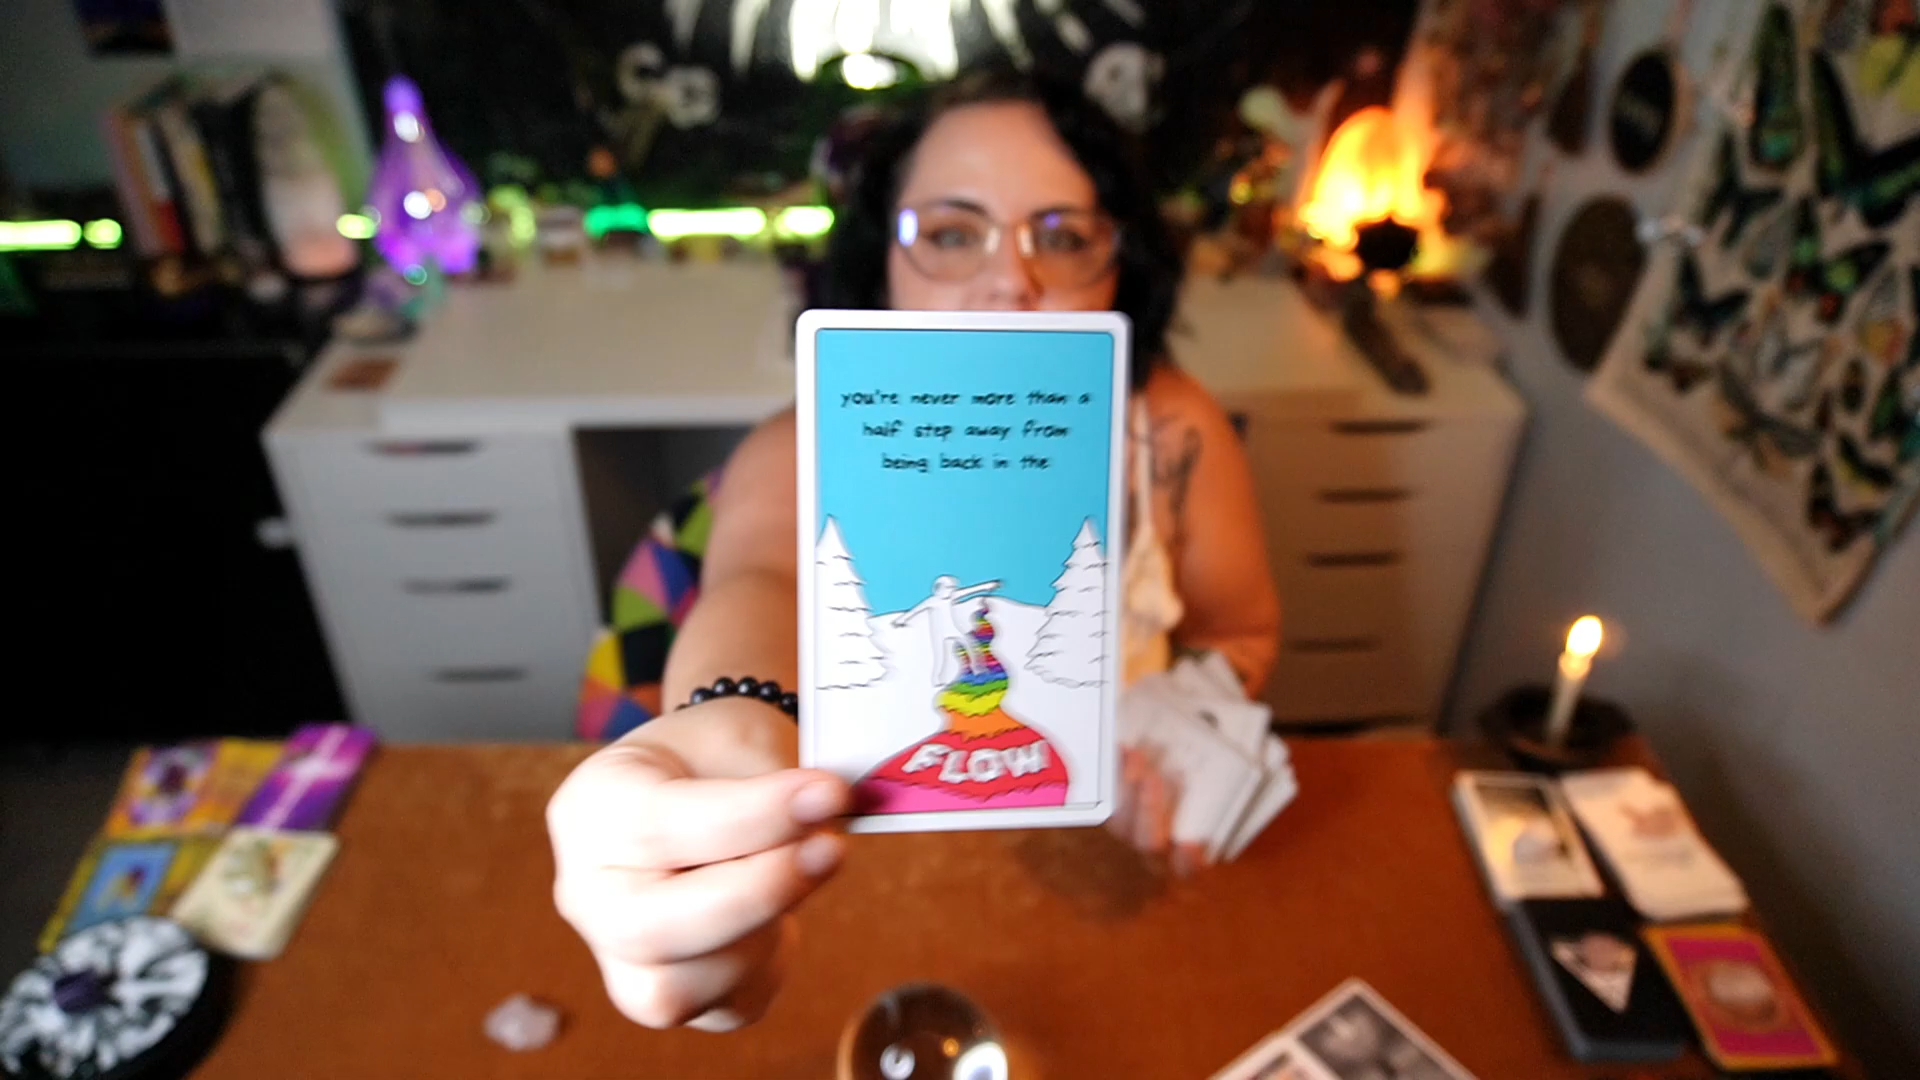 you're never more than a
half step away from
being back in the
FLOW